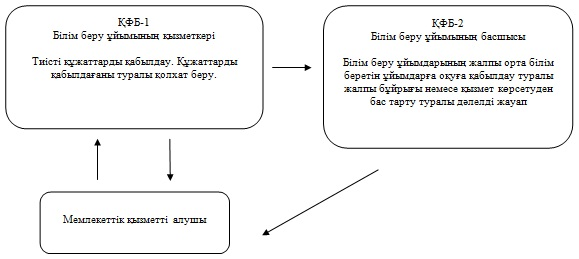 ҚФБ-1
Білім беру ұйымының қызметкері
Тиісті құжаттарды қабылдау. Құжаттарды
қабылдағаны туралы қолхат беру.
ҚФБ-2
Білім беру ұйымының басшысы
Білім беру ұйымдарының жалпы орта білім
беретін ұйымдарға оқуға қабылдау туралы
жалпы бұйрығы немесе қызмет көрсетуден
бас тарту туралы дәлелді жауап
Мемлекеттік қызметті алушы